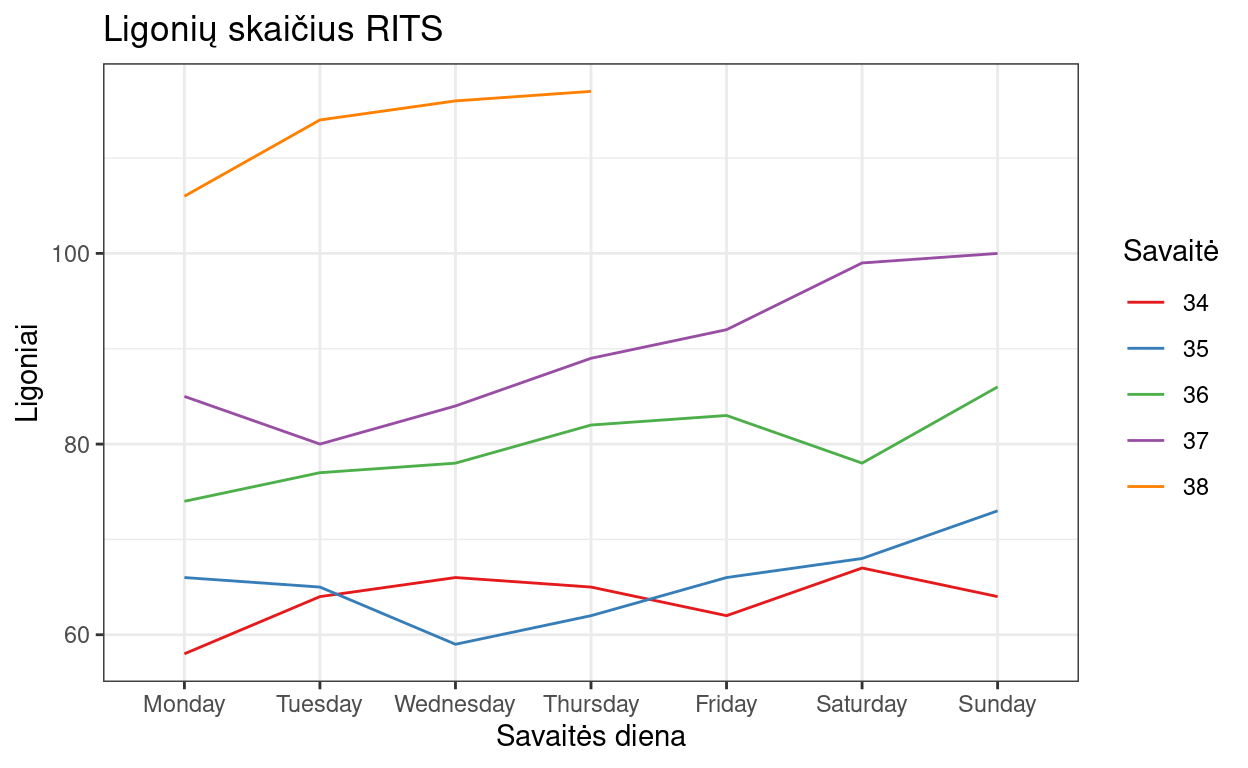 Ligonių skaičius RITS
Ligoniai
100
80
60
Monday Tuesday Wednesday Thursday Friday Saturday Sunday
Savaitės diena
Savaitė
34
35
36
37
38